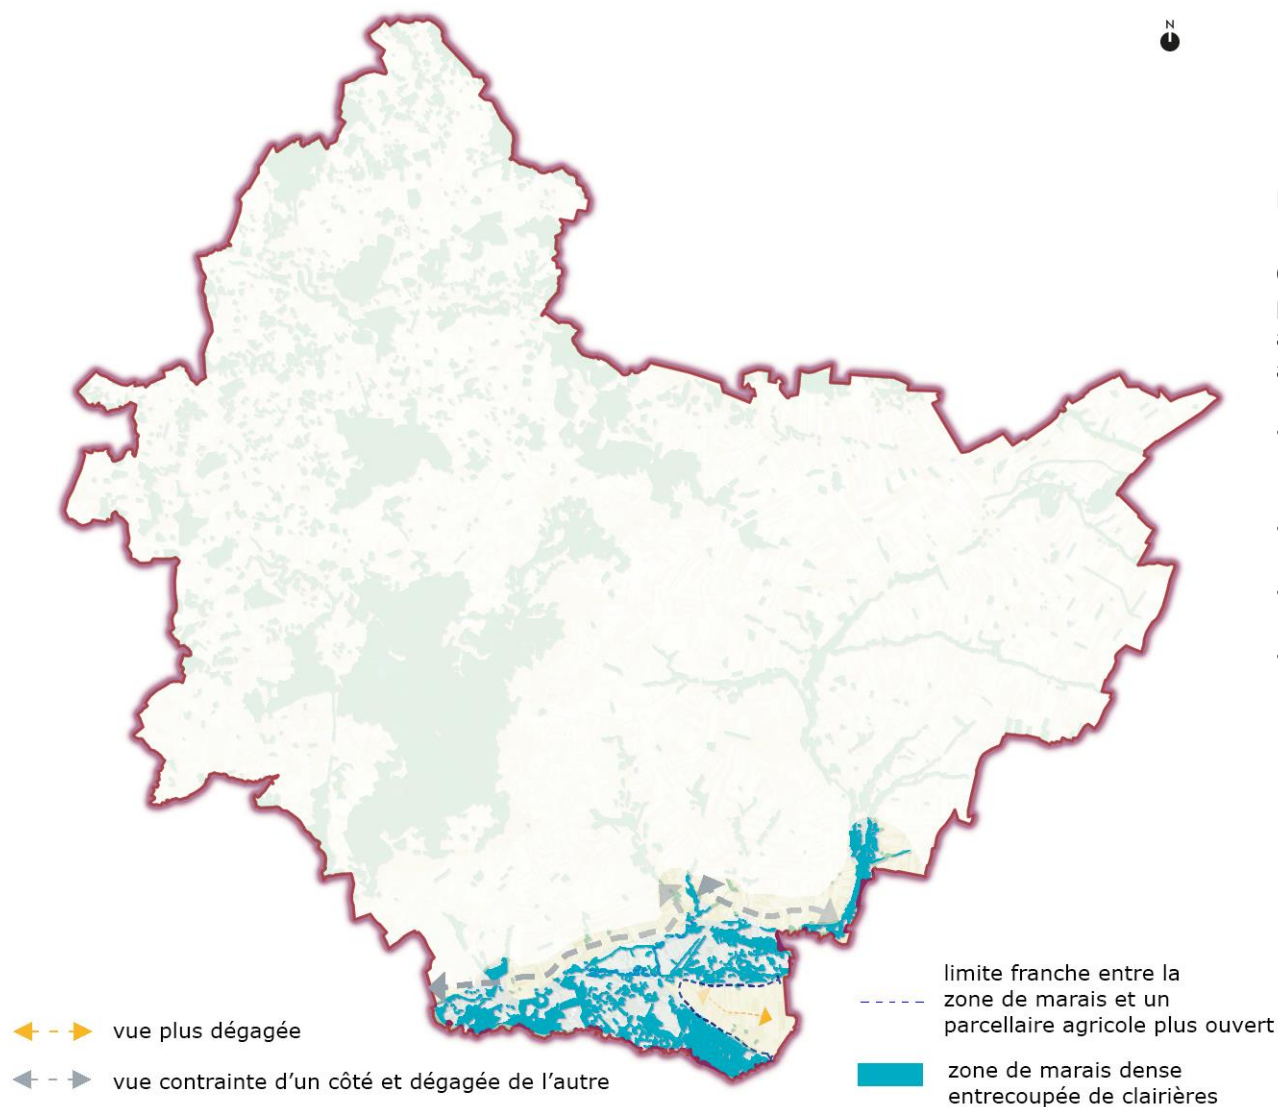 N
vue plus dégagée
vue contrainte d'un côté et dégagée de l'autre
limite franche entre la
zone de marais et un
parcellaire agricole plus ouvert
zone de marais dense
entrecoupée de clairières